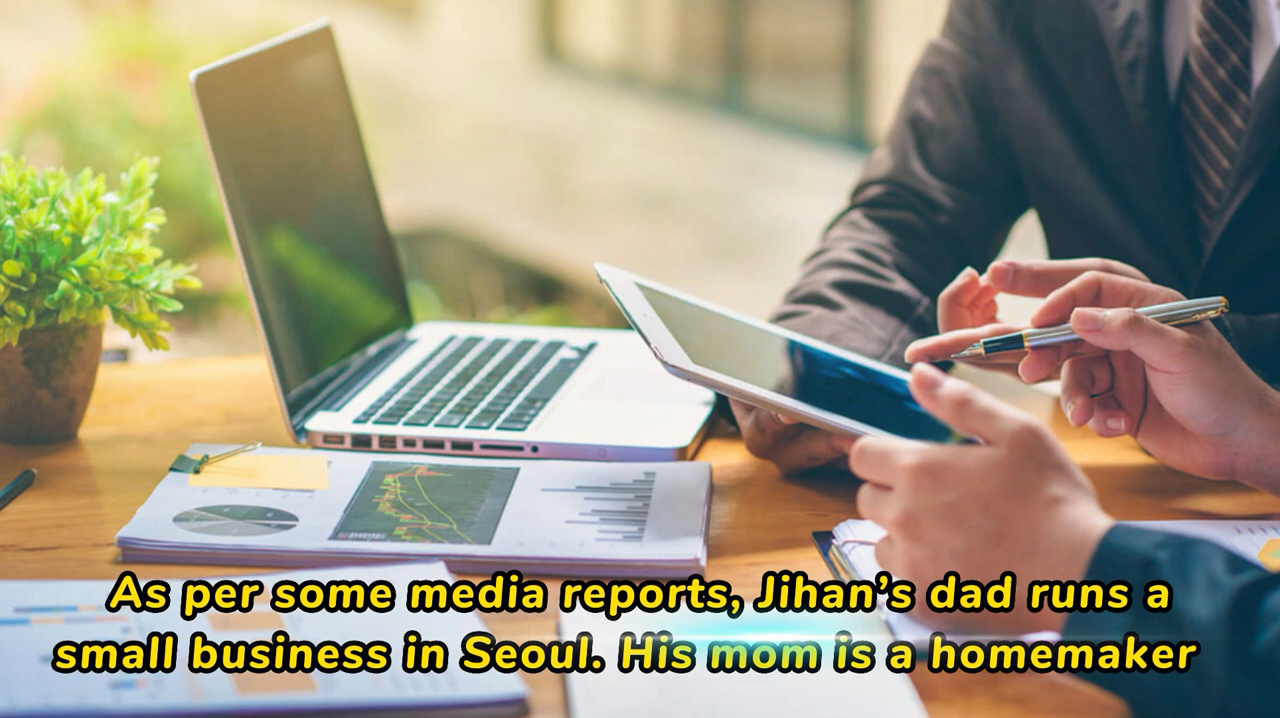 As per some media reports, Jihan’s dad runs a
small business in Seoul. His mom is a homemaker